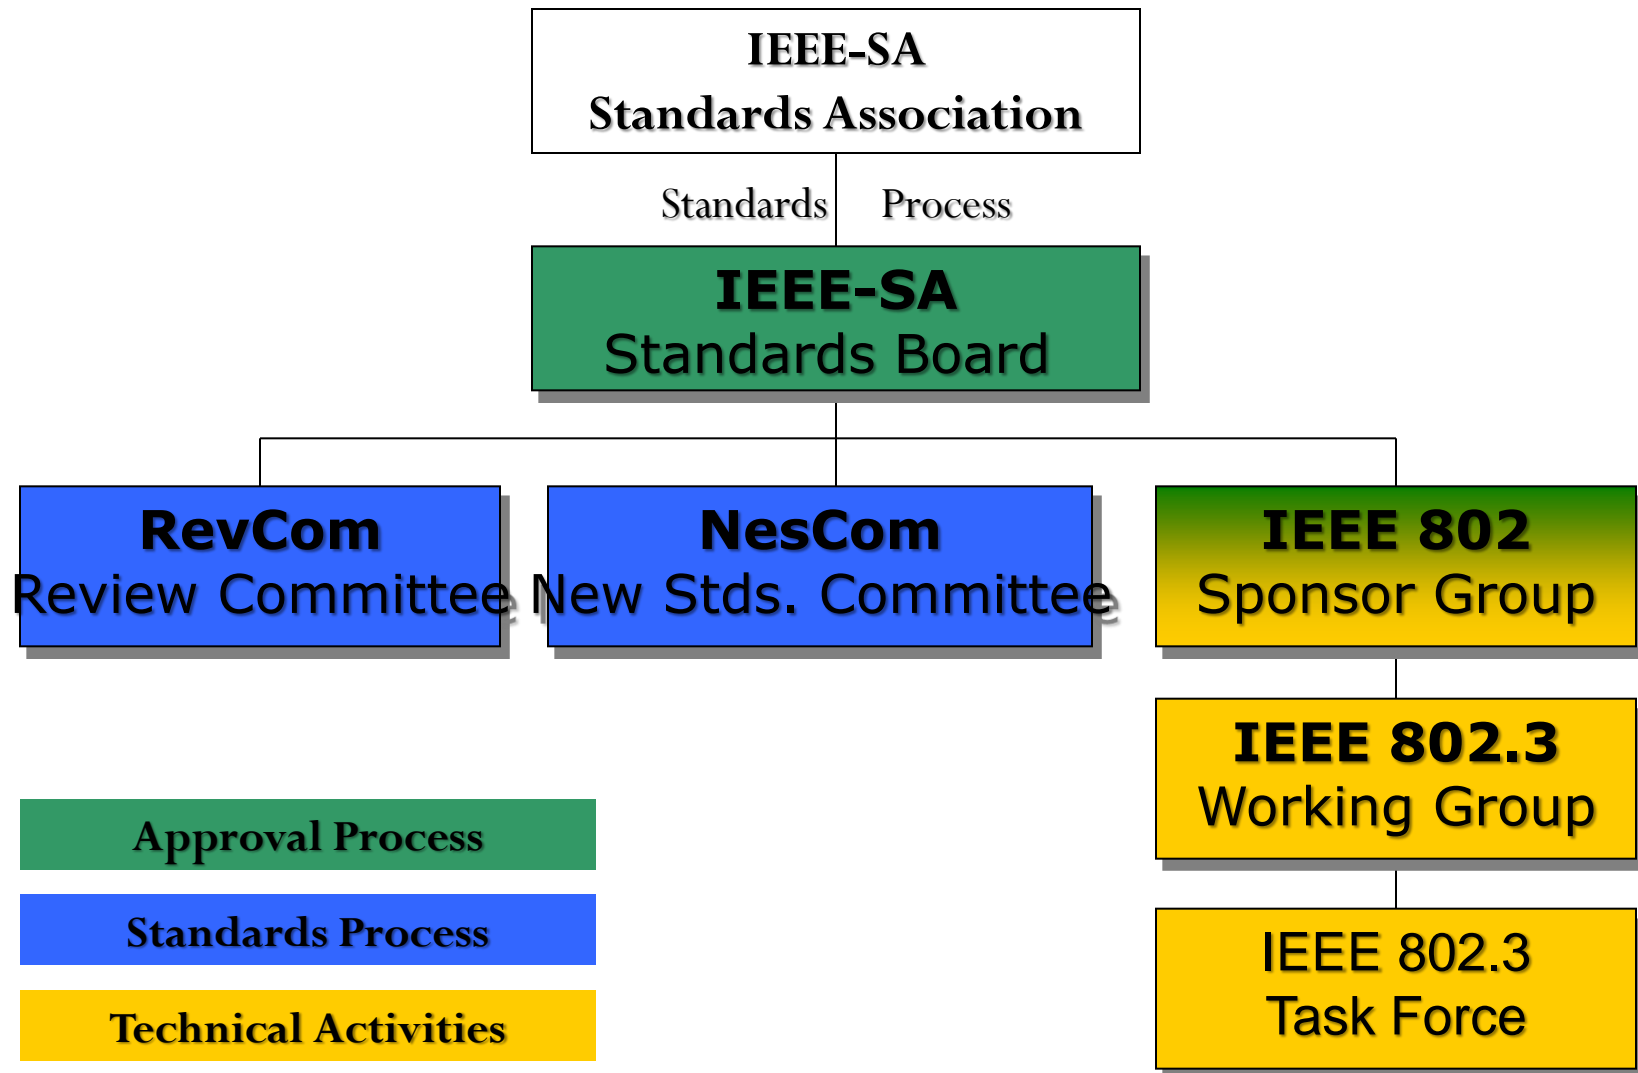 IEEE-SA
Standards Association
Standards Process
IEEE-SA
Standards Board
RevCom
Review Committee
NesCom
New Stds. Committee
IEEE 802
Sponsor Group
IEEE 802.3
Working Group
IEEE 802.3
Task Force
Approval Process
Standards Process
Technical Activities